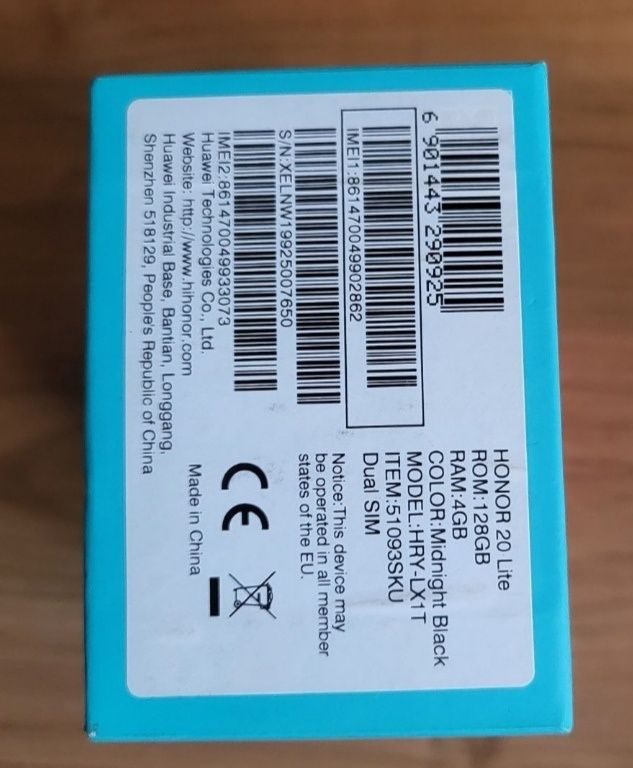 6 901443 290925
IMEI1:861470049902862
S/N:XELNW19925007650
IMEI2:861470049933073
Huawei Technologies Co., Ltd.
Website: http://www.hihonor.com
Huawei Industrial Base, Bantian, Longgang,
Shenzhen 518129, People's Republic of China
HONOR 20 Lite
ROM:128GB
RAM:4GB
COLOR:Midnight Black
MODEL:HRY-LX1T
ITEM:51093SKU
Dual SIM
Notice:This device may
be operated in all member
states of the EU.
CE
Made in China